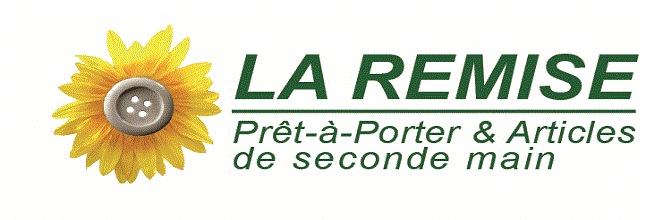 LA REMISE
Prêt-à-Porter & Articles
de seconde main